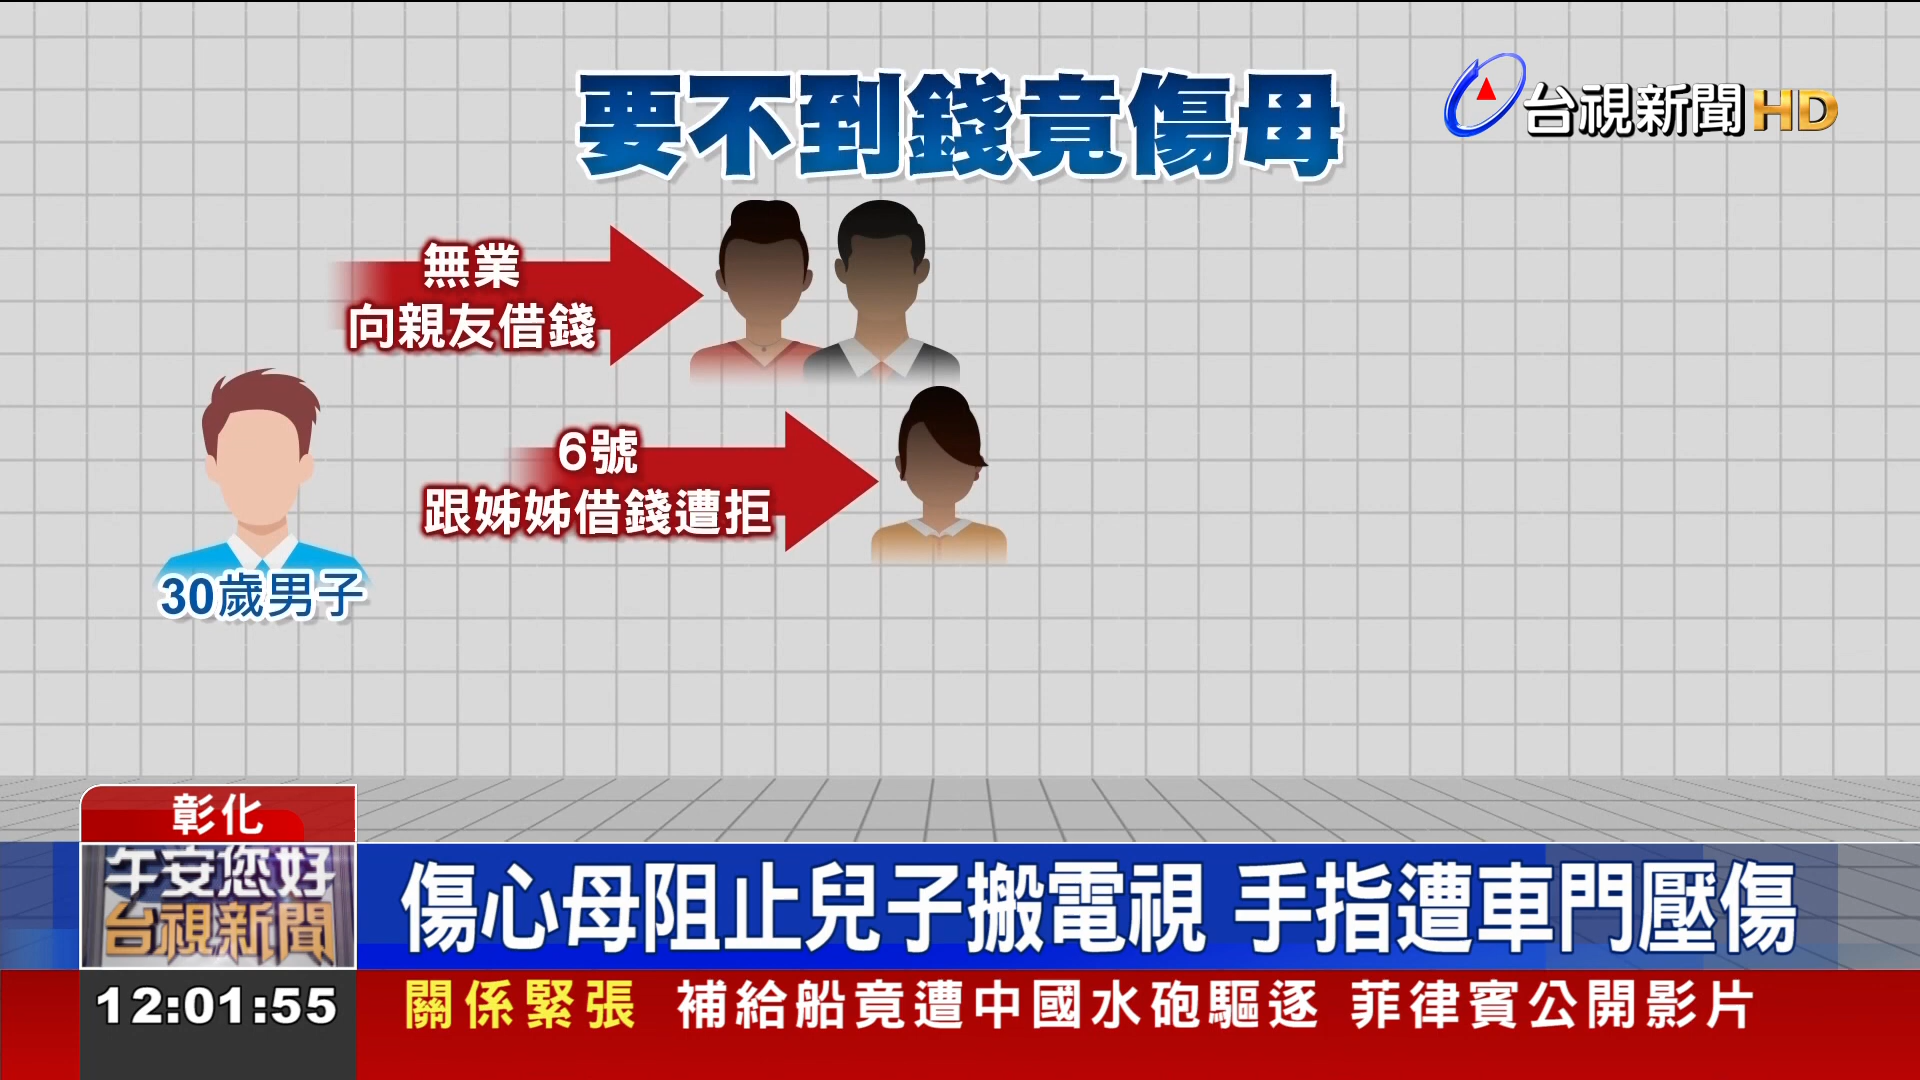 要不到錢竟傷母
台視新聞HD
無業
向親友借錢
6號
跟姊姊借錢遭拒
30歲男子
彰化
午安您好
台視新聞
傷心母阻止兒子搬電視 手指遭車門壓傷
12:01:55
關係緊張 補給船竟遭中國水砲驅逐 菲律賓公開影片